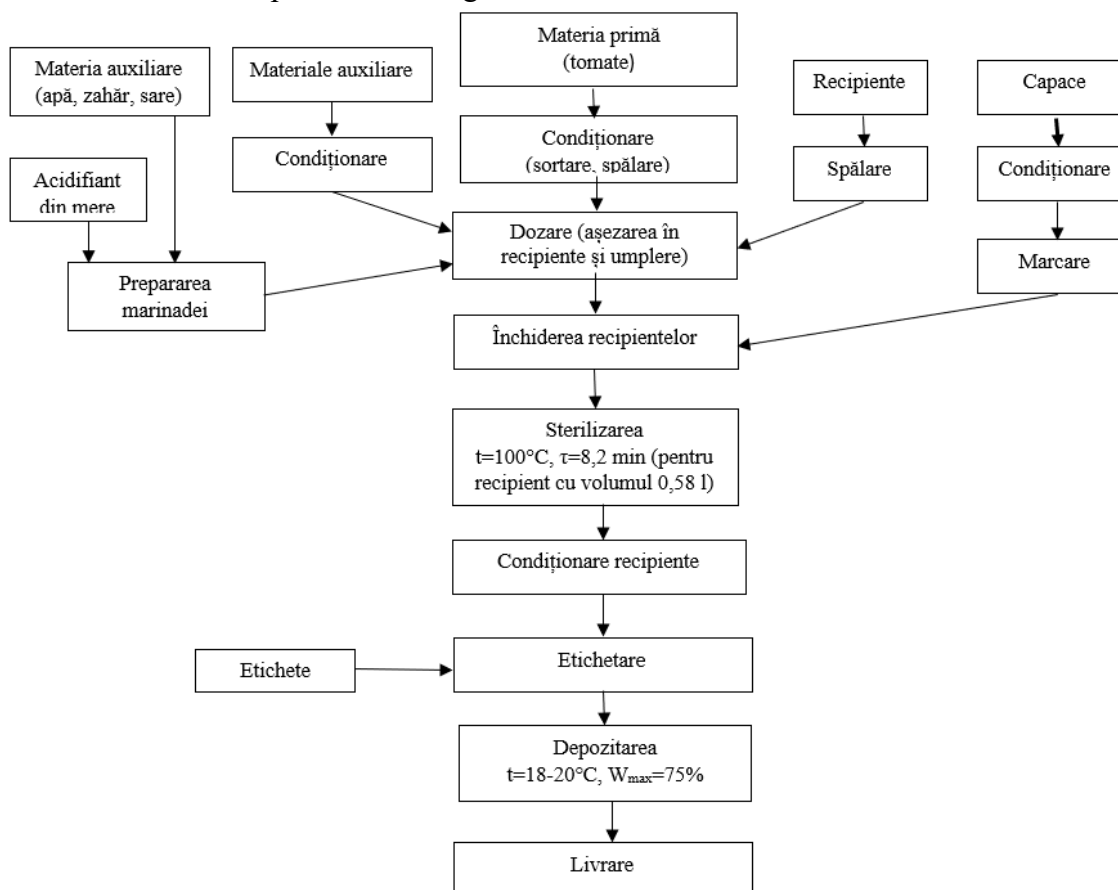 Materia primă
(tomate)
Materia auxiliare
(apă, zahăr, sare)
Materiale auxiliare
Recipiente
Capace
Condiționare
(sortare, spălare)
Condiționare
Spălare
Condiționare
Acidifiant
din mere
Dozare (așezarea în
recipiente și umplere)
Marcare
Prepararea
marinadei
Închiderea recipientelor
Sterilizarea
t=100°C, τ=8,2 min (pentru
recipient cu volumul 0,58 l)
Condiționare recipiente
Etichete
Etichetare
Depozitarea
t=18-20°C, Wmax=75%
Livrare